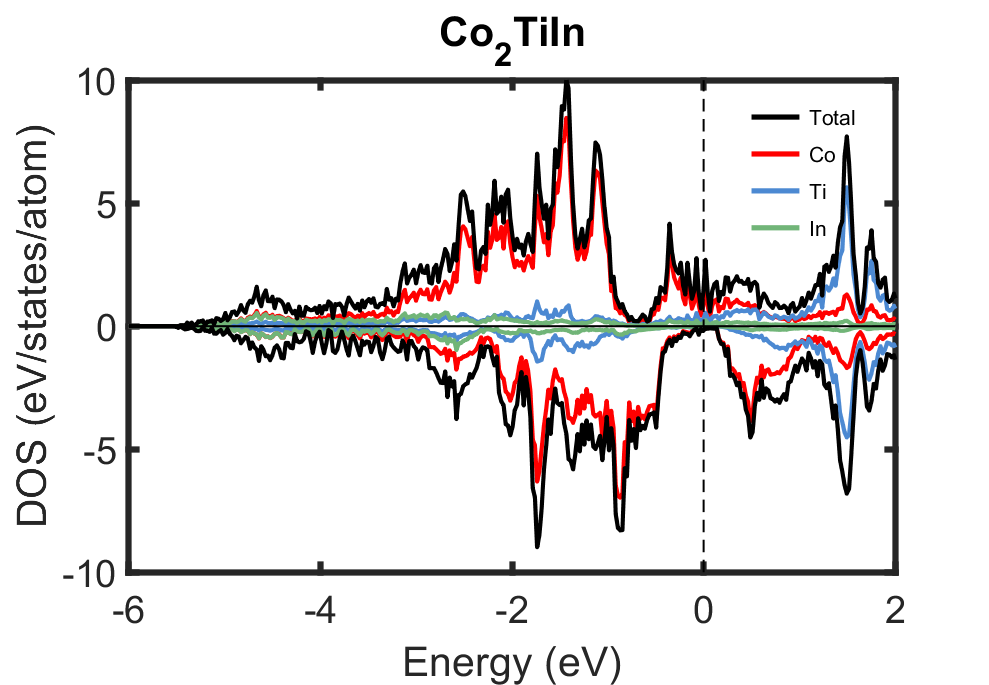 Co₂TiIn
10
5
0
-5
-10
DOS (eV/states/atom)
Total
Co
Ti
In
-6 -4 -2 0 2
Energy (eV)